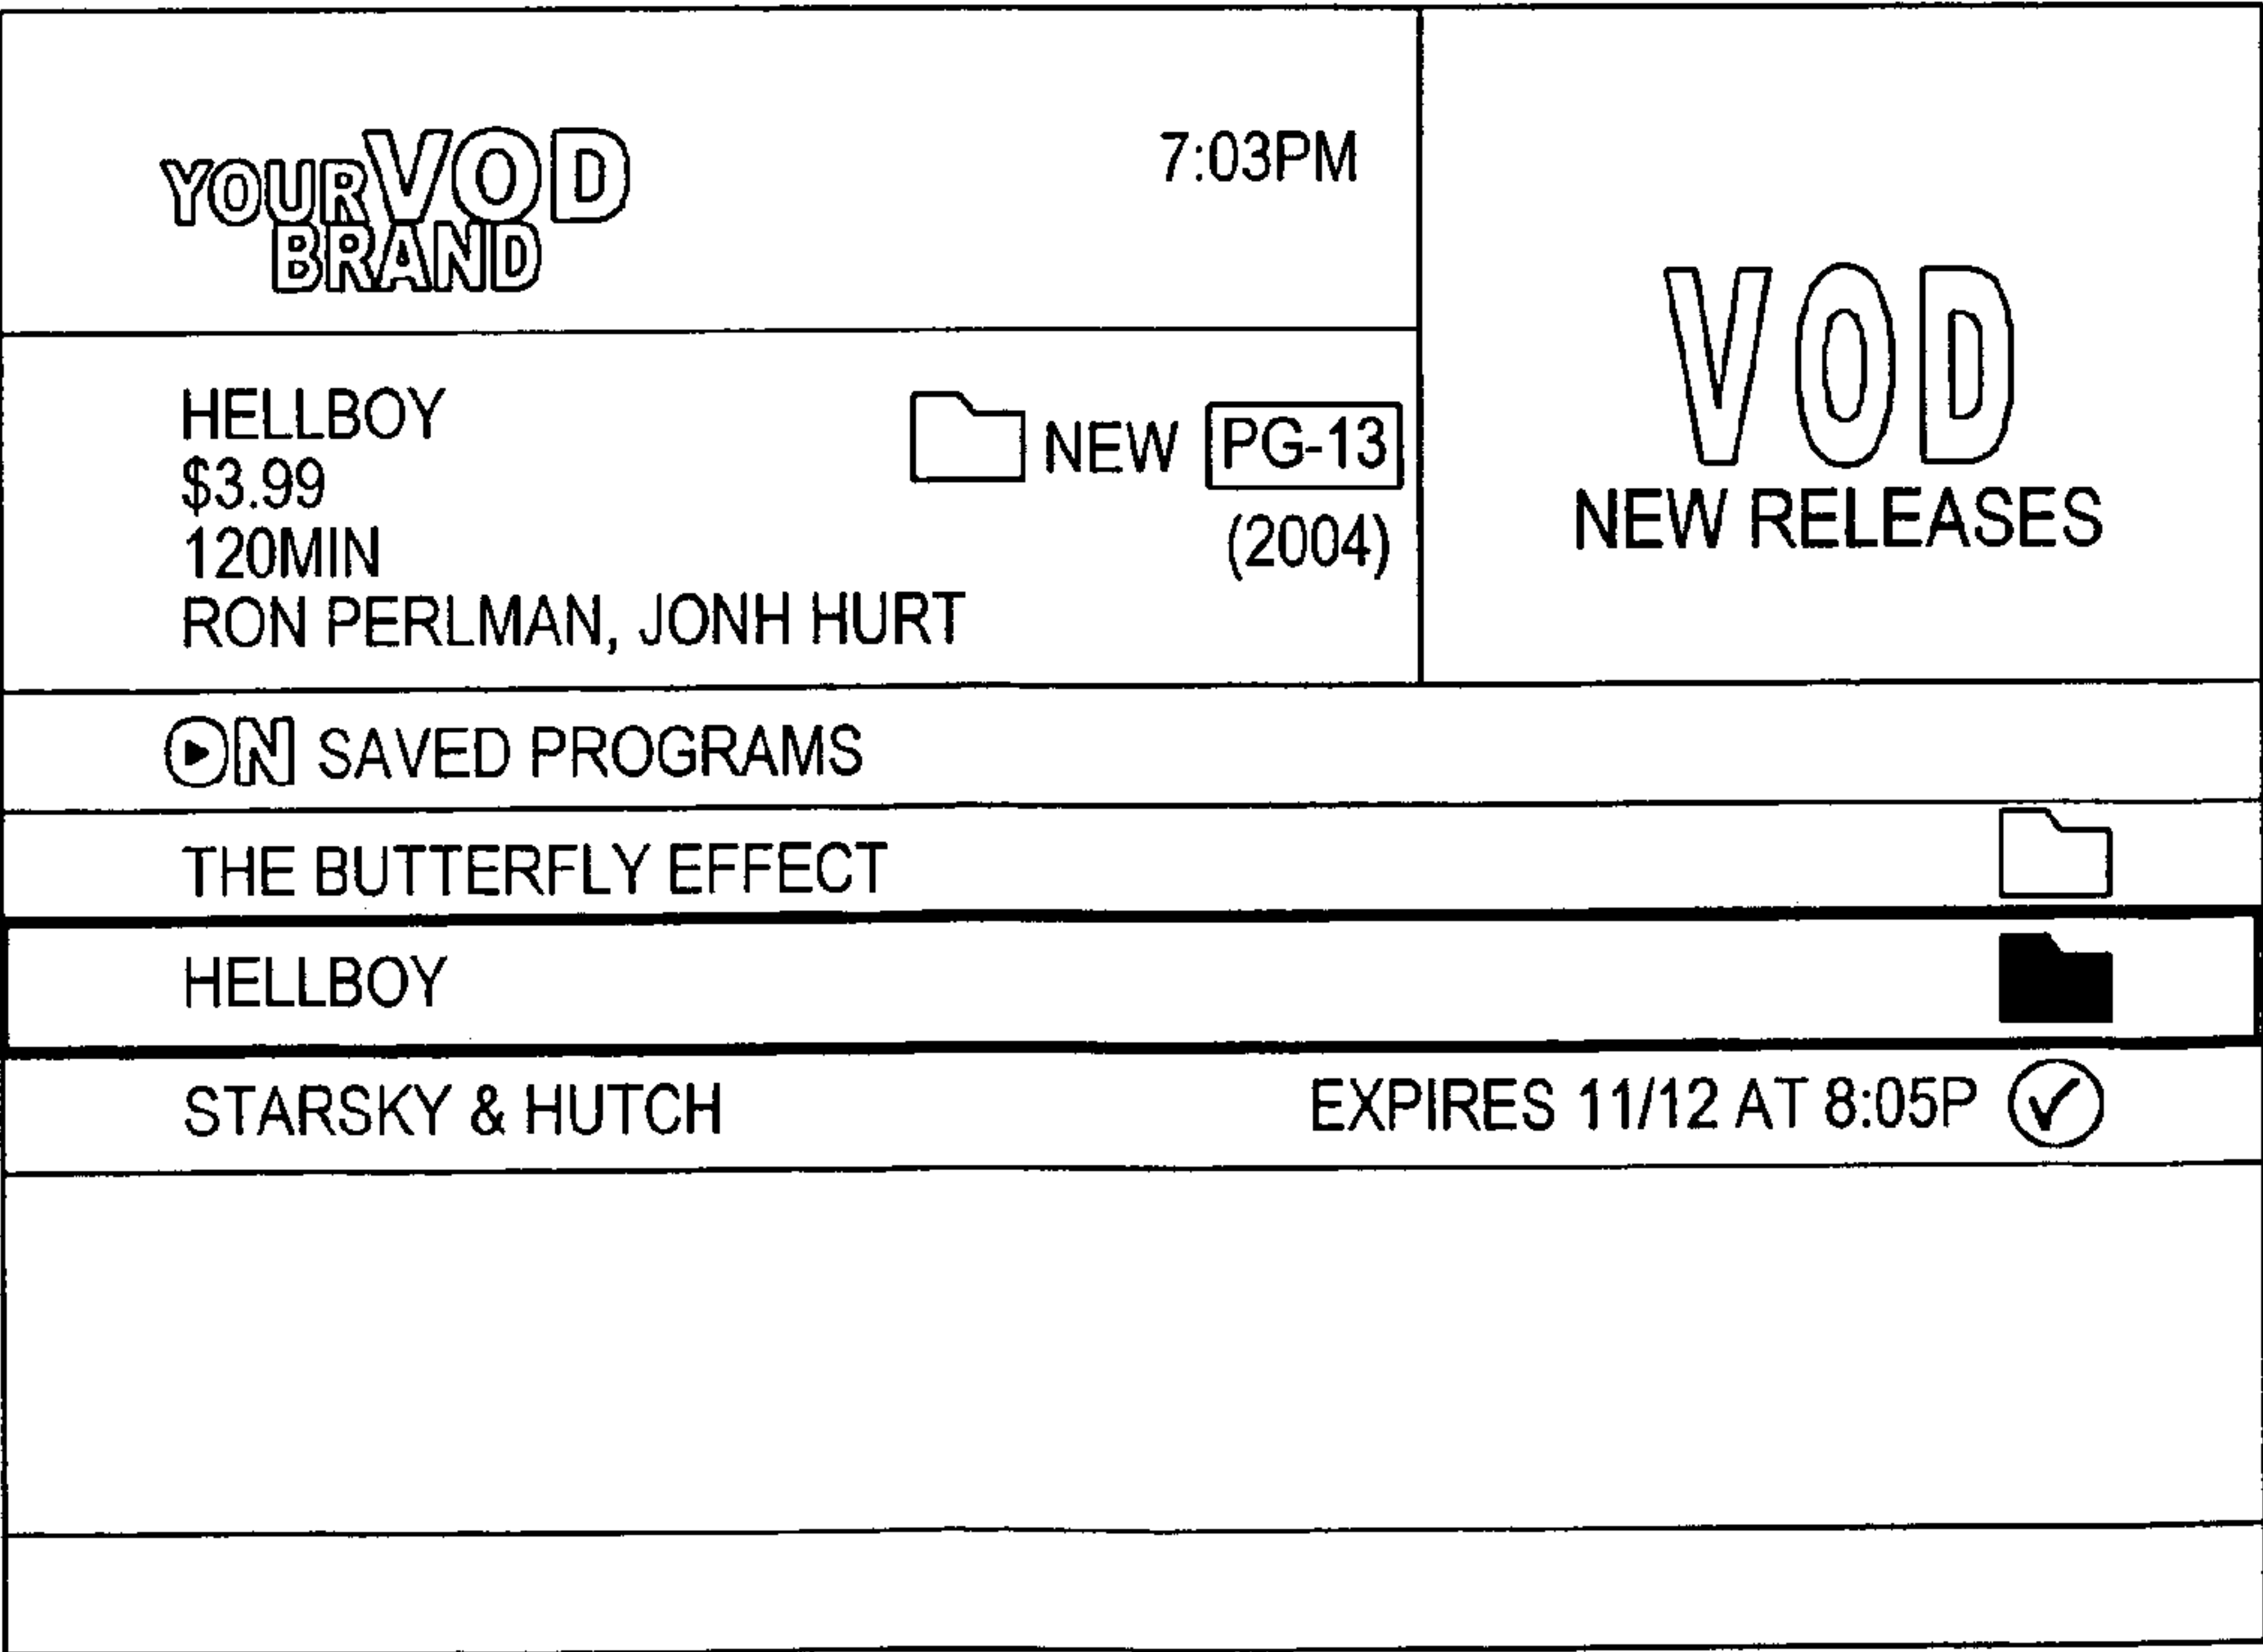 YOUR VOD
BRAND
7:03PM
VOD
NEW RELEASES
HELLBOY
NEW PG-13
$3.99
(2004)
120MIN
RON PERLMAN, JONH HURT
ON SAVED PROGRAMS
THE BUTTERFLY EFFECT
HELLBOY
STARSKY & HUTCH EXPIRES 11/12 AT 8:05P